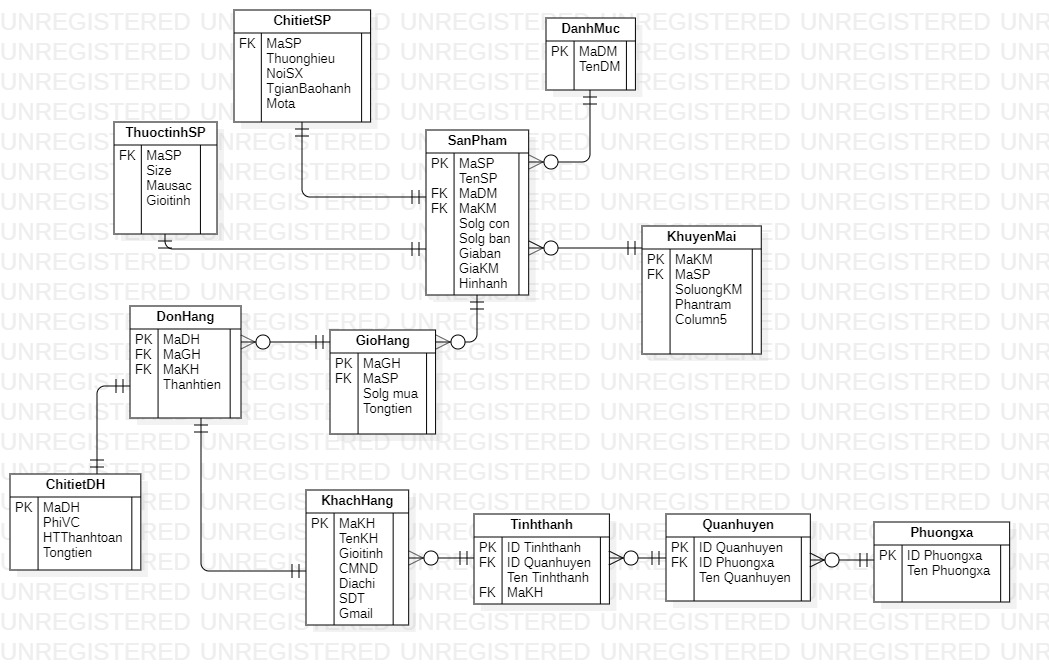 ChitietSP
FK MaSP
Thuonghieu
NoiSX
TgianBaohanh
Mota
DanhMuc
PK MaDM
TenDM
ThuoctinhSP
FK MaSP
Size
Mausac
Gioitinh
SanPham
PK MaSP
TenSP
FK MaDM
FK MaKM
Solg con
Solg ban
Giaban
GiaKM
Hinhanh
KhuyenMai
PK MaKM
FK MaSP
SoluongKM
Phantram
Column5
DonHang
PK MaDH
FK MaGH
FK MaKH
Thanhtien
GioHang
PK MaGH
FK MaSP
Solg mua
Tongtien
ChitietDH
PK MaDH
PhiVC
HTThanhtoan
Tongtien
KhachHang
PK MaKH
TenKH
Gioitinh
CMND
Diachi
SDT
Gmail
Tinhthanh
PK ID Tinhthanh
FK ID Quanhuyen
Ten Tinhthanh
FK MaKH
Quanhuyen
PK ID Quanhuyen
FK ID Phuongxa
Ten Quanhuyen
Phuongxa
PK ID Phuongxa
Ten Phuongxa
UNREGISTERED